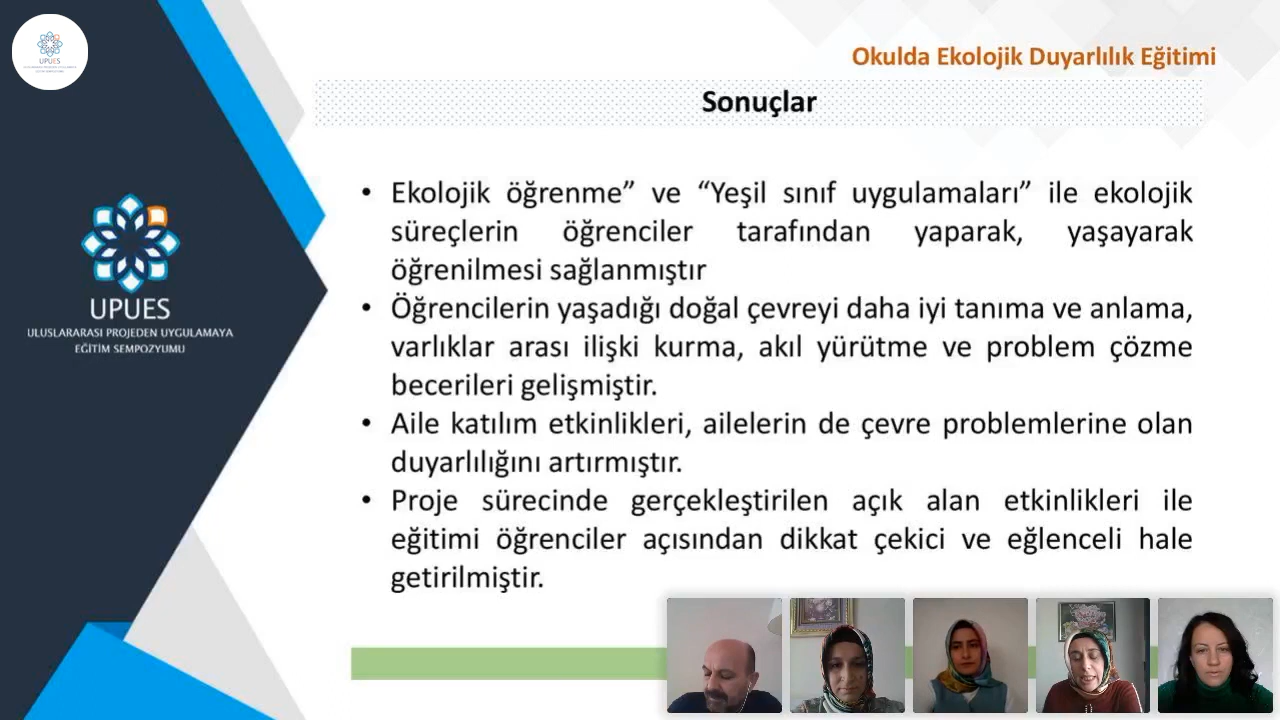 UPUES
Okulda Ekolojik Duyarlılık Eğitimi
Sonuçlar
• Ekolojik öğrenme” ve “Yeşil sınıf uygulamaları” ile ekolojik
süreçlerin öğrenciler tarafından yaparak, yaşayarak
öğrenilmesi sağlanmıştır
• Öğrencilerin yaşadığı doğal çevreyi daha iyi tanıma ve anlama,
varlıklar arası ilişki kurma, akıl yürütme ve problem çözme
becerileri gelişmiştir.
• Aile katılım etkinlikleri, ailelerin de çevre problemlerine olan
duyarlılığını artırmıştır.
• Proje sürecinde gerçekleştirilen açık alan etkinlikleri ile
eğitimi öğrenciler açısından dikkat çekici ve eğlenceli hale
getirilmiştir.
UPUES
ULUSLARARASI PROJEDEN UYGULAMAYA
EĞİTİM SEMPOZYUMU